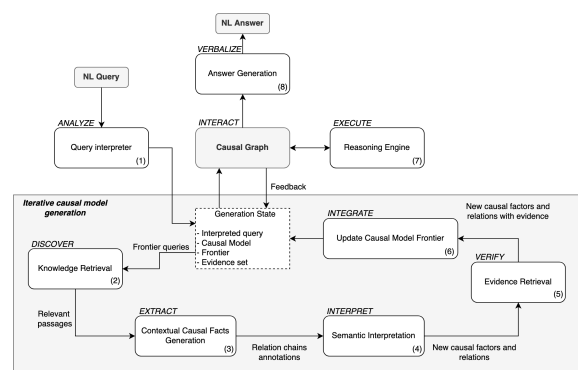 NL Answer
VERBALIZE
Answer Generation
(8)
NL Query
ANALYZE
Query interpreter
(1)
INTERACT
Causal Graph
EXECUTE
Reasoning Engine
(7)
Feedback
Iterative causal model
generation
Generation State
- Interpreted query
- Causal Model
- Frontier
- Evidence set
INTEGRATE
Update Causal Model Frontier
(6)
New causal factors and
relations with evidence
DISCOVER
Knowledge Retrieval
(2)
Frontier queries
VERIFY
Evidence Retrieval
(5)
Relevant
passages
EXTRACT
Contextual Causal Facts
Generation
(3)
Relation chains
annotations
INTERPRET
Semantic Interpretation
(4)
New causal factors and
relations